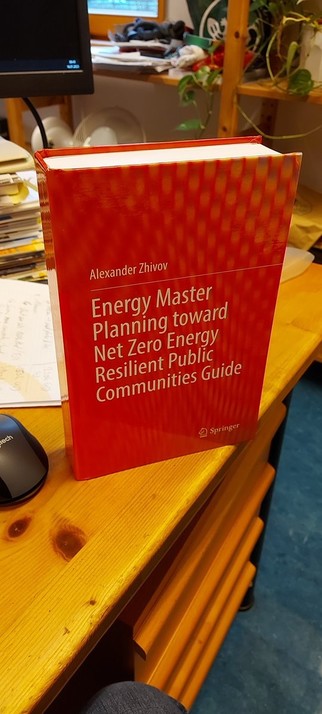 Alexander Zhivov
Energy Master
Planning toward
Net Zero Energy
Resilient Public
Communities Guide
Springer